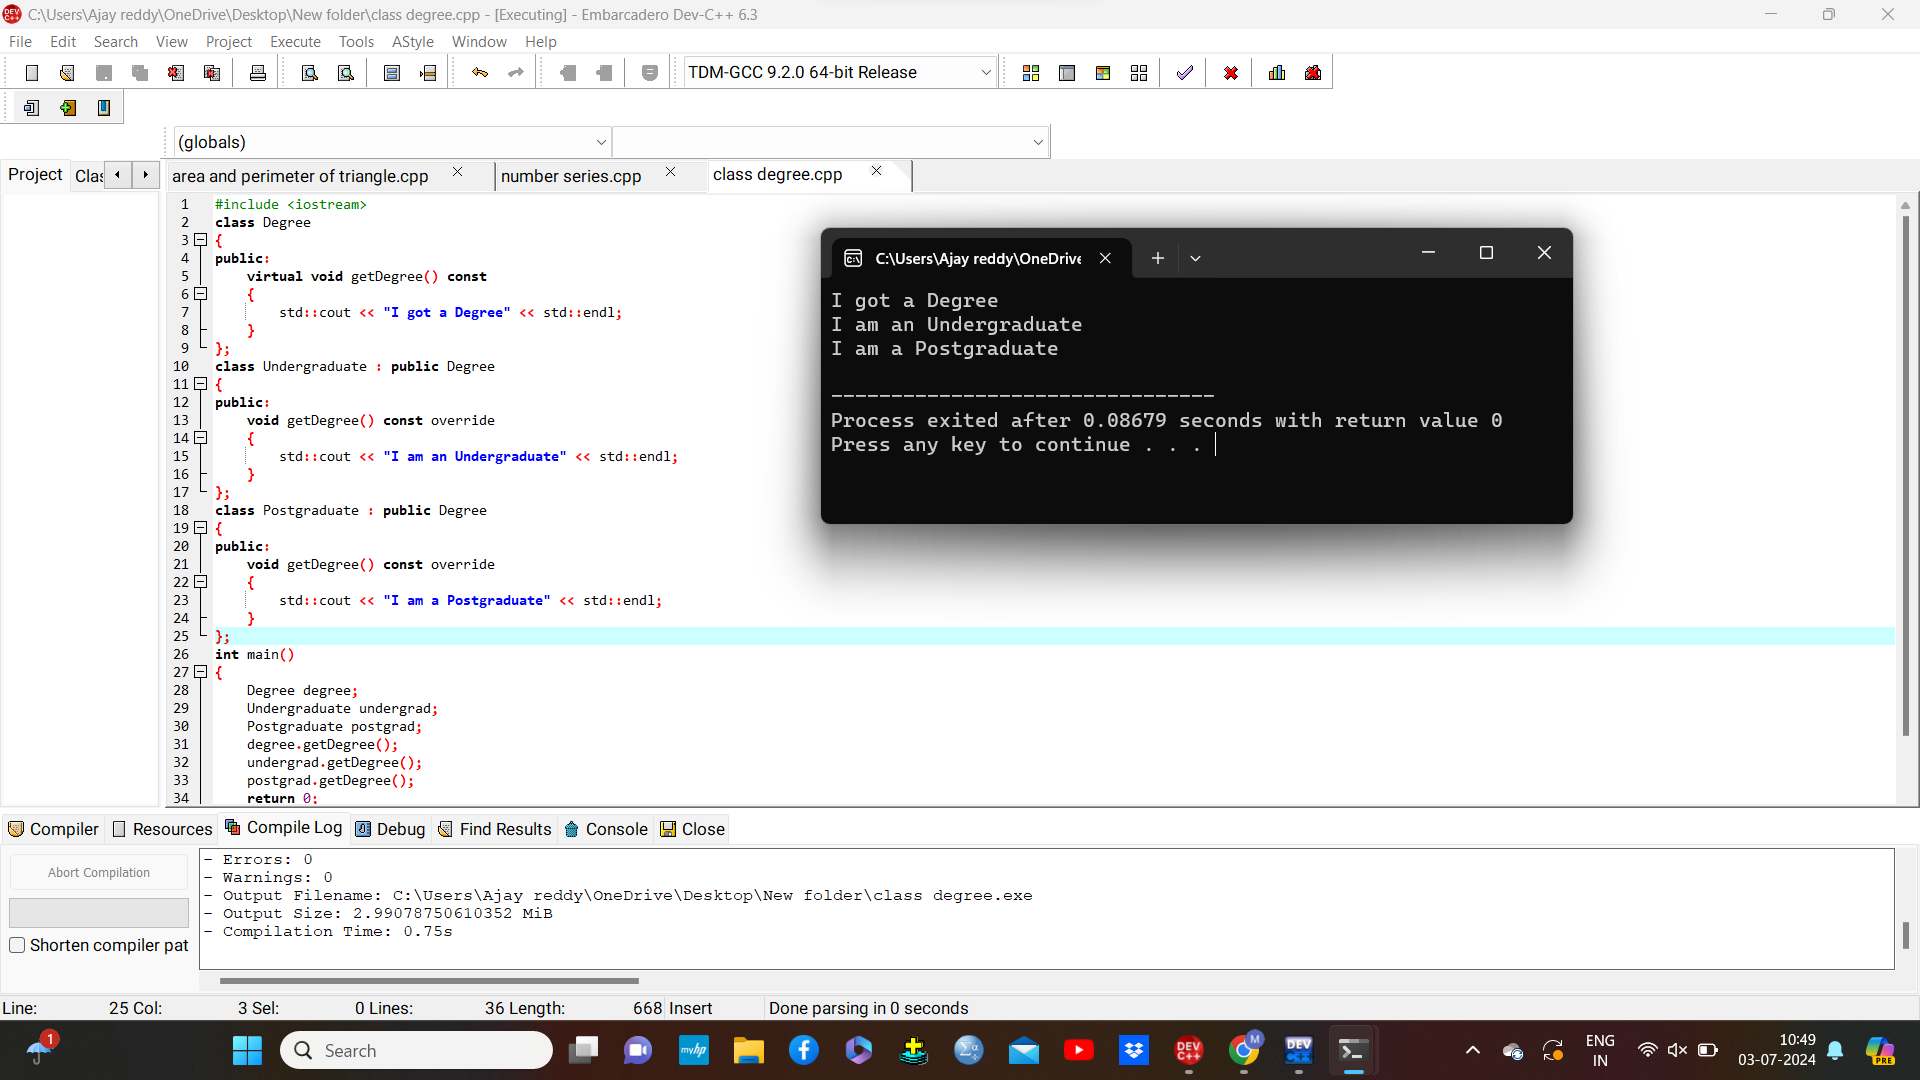 C:\Users\Ajay reddy\OneDrive\Desktop\New folder\class degree.cpp - [Executing] - Embarcadero Dev-C++ 6.3
File Edit Search View Project Execute Tools AStyle Window Help
TDM-GCC 9.2.0 64-bit Release
(globals)
Project Clas
area and perimeter of triangle.cpp number series.cpp class degree.cpp
1 #include <iostream>
2 class Degree
3 {
4 public:
5 virtual void getDegree() const
6 {
7 std::cout << "I got a Degree" << std::endl;
8 }
9 };
10 class Undergraduate : public Degree
11 {
12 public:
13 void getDegree() const override
14 {
15 std::cout << "I am an Undergraduate" << std::endl;
16 }
17 };
18 class Postgraduate : public Degree
19 {
20 public:
21 void getDegree() const override
22 {
23 std::cout << "I am a Postgraduate" << std::endl;
24 }
25 };
26 int main()
27 {
28 Degree degree;
29 Undergraduate undergrad;
30 Postgraduate postgrad;
31 degree.getDegree();
32 undergrad.getDegree();
33 postgrad.getDegree();
34 return 0;
C:\Users\Ajay reddy\OneDrive
I got a Degree
I am an Undergraduate
I am a Postgraduate
--------------------------------
Process exited after 0.08679 seconds with return value 0
Press any key to continue . . .
Compiler Resources Compile Log Debug Find Results Console Close
Abort Compilation
Shorten compiler pat
- Errors: 0
- Warnings: 0
- Output Filename: C:\Users\Ajay reddy\OneDrive\Desktop\New folder\class degree.exe
- Output Size: 2.99078750610352 MiB
- Compilation Time: 0.75s
Line: 25 Col: 3 Sel: 0 Lines: 36 Length: 668 Insert Done parsing in 0 seconds
1
Search
myhp
DEV C++
M
DEV C++
ENG
IN
10:49
03-07-2024
PRE